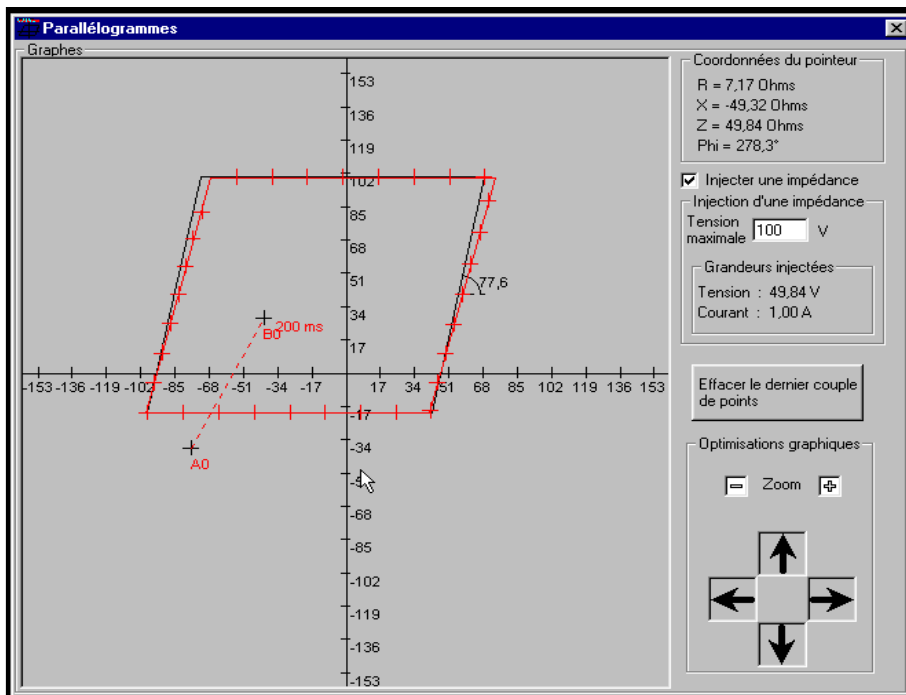 Parallélogrammes
Graphes
153
136
119
102
85
68
51
34
17
77,6
200 ms
B0
-153 -136 -119 -102 -85 -68 -51 -34 -17 17 34 51 68 85 102 119 136 153
-17
-34
A0
-68
-85
-102
-119
-136
-153
Coordonnées du pointeur
R = 7,17 Ohms
X = -49,32 Ohms
Z = 49,84 Ohms
Phi = 278,3°
Injecter une impédance
Injection d'une impédance
Tension
maximale 100 V
Grandeurs injectées
Tension : 49,84 V
Courant : 1,00 A
Effacer le dernier couple
de points
Optimisations graphiques
Zoom